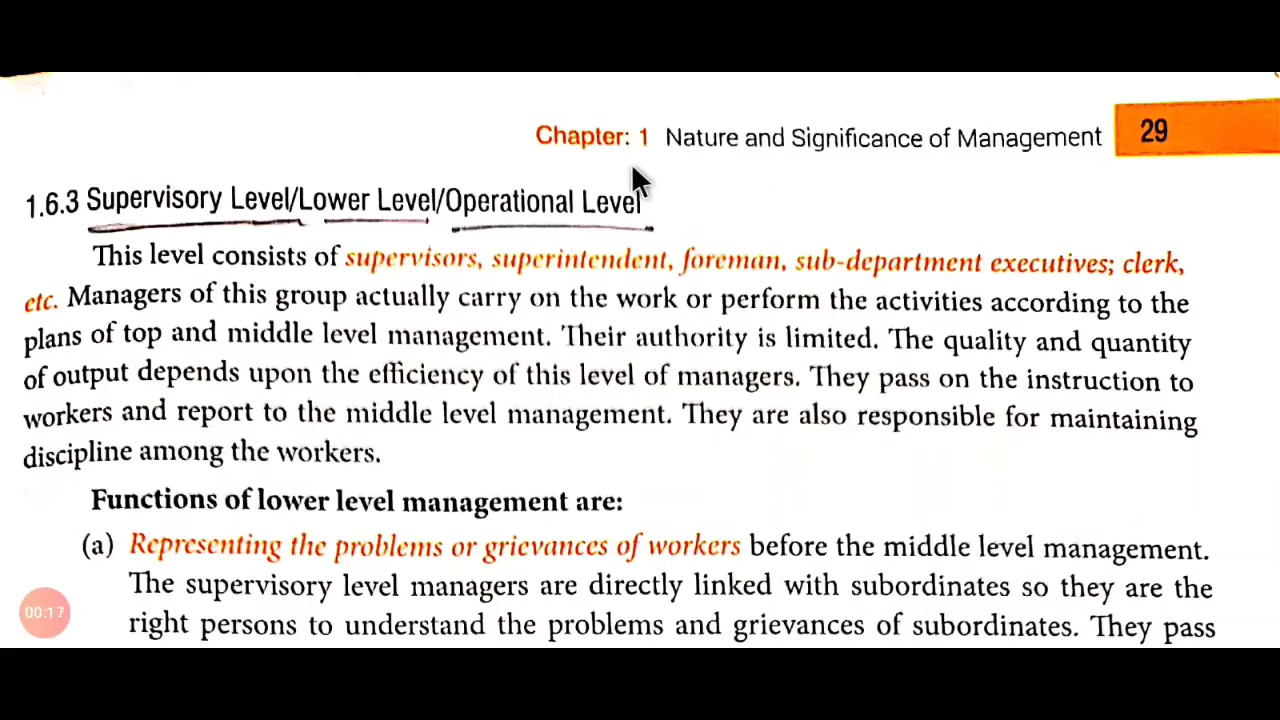 Chapter: 1 Nature and Significance of Management 29
1.6.3 Supervisory Level/Lower Level/Operational Level
This level consists of supervisors, superintendent, foreman, sub-department executives; clerk,
etc. Managers of this group actually carry on the work or perform the activities according to the
plans of top and middle level management. Their authority is limited. The quality and quantity
of output depends upon the efficiency of this level of managers. They pass on the instruction to
workers and report to the middle level management. They are also responsible for maintaining
discipline among the workers.
Functions of lower level management are:
(a) Representing the problems or grievances of workers before the middle level management.
The supervisory level managers are directly linked with subordinates so they are the
00:17
right persons to understand the problems and grievances of subordinates. They pass